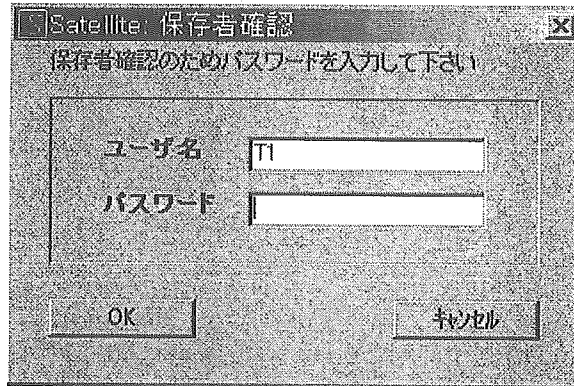 Satellite: 保存者確認
保存者確認のためパスワードを入力して下さい
ユーザ名
T1
パスワード
OK
キャンセル